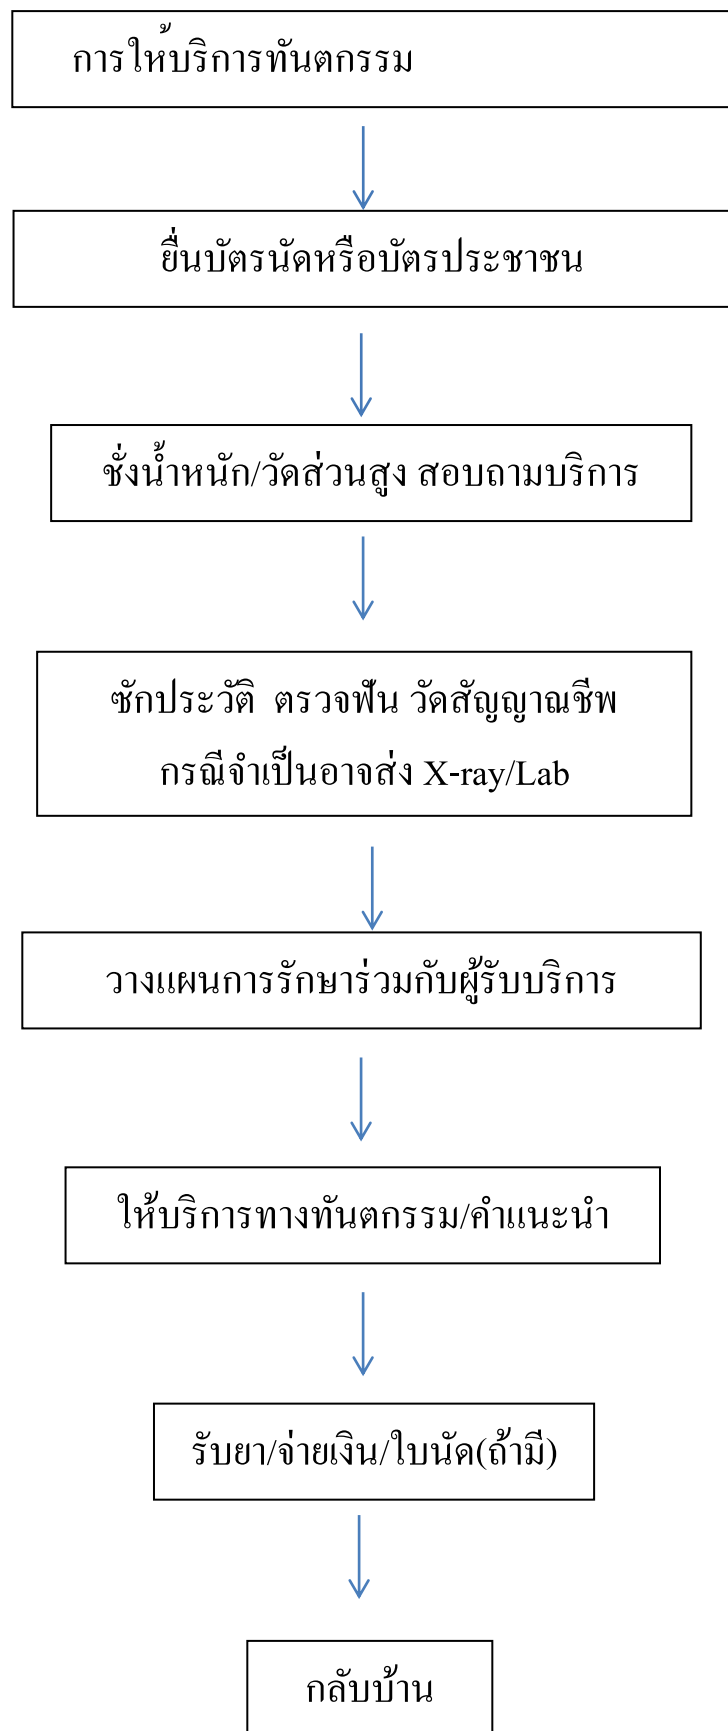 การให้บริการทันตกรรม
ยื่นบัตรนัดหรือบัตรประชาชน
ชั่งน้ำหนัก/วัดส่วนสูง สอบถามบริการ
ซักประวัติ ตรวจฟัน วัดสัญญาณชีพ
กรณีจำเป็นอาจส่ง X-ray/Lab
วางแผนการรักษาร่วมกับผู้รับบริการ
ให้บริการทางทันตกรรม/คำแนะนำ
รับยา/จ่ายเงิน/ใบนัด(ถ้ามี)
กลับบ้าน